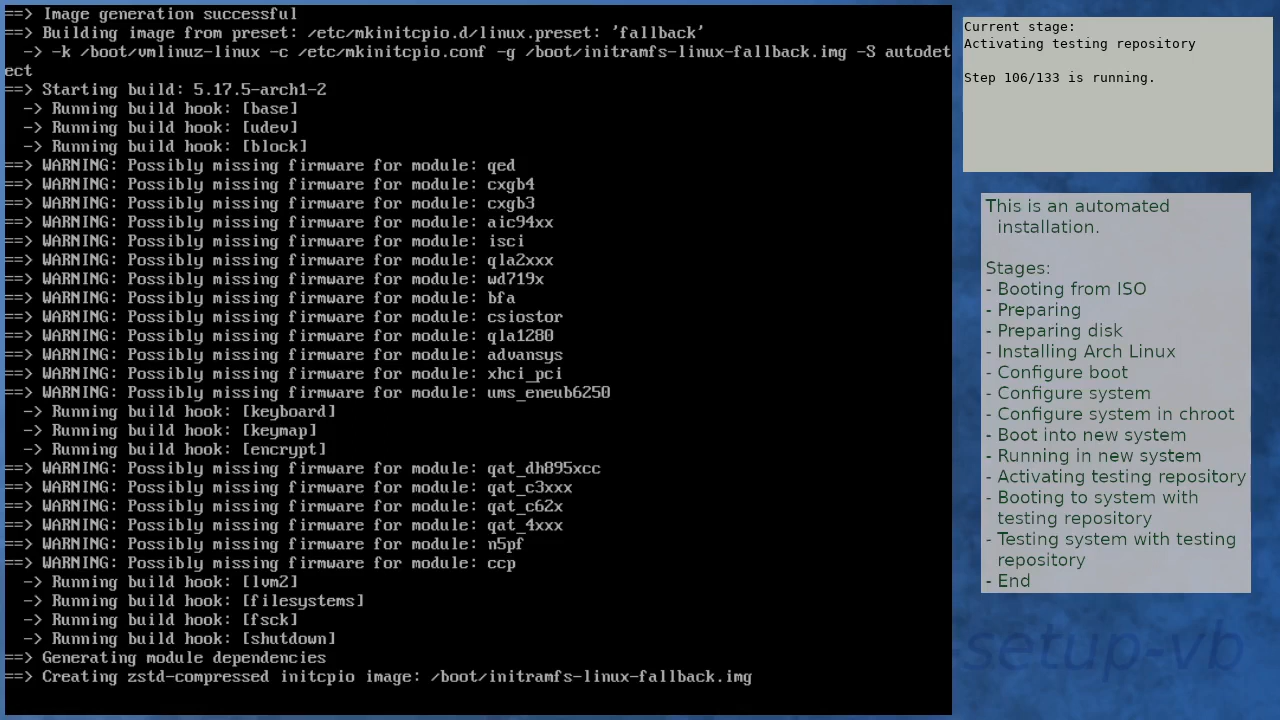 ==> Image generation successful
==> Building image from preset: /etc/mkinitcpio.d/linux.preset: 'fallback'
  -> -k /boot/vmlinuz-linux -c /etc/mkinitcpio.conf -g /boot/initramfs-linux-fallback.img -S autodet
ect
==> Starting build: 5.17.5-arch1-2
  -> Running build hook: [base]
  -> Running build hook: [udev]
  -> Running build hook: [block]
==> WARNING: Possibly missing firmware for module: qed
==> WARNING: Possibly missing firmware for module: cxgb4
==> WARNING: Possibly missing firmware for module: cxgb3
==> WARNING: Possibly missing firmware for module: aic94xx
==> WARNING: Possibly missing firmware for module: isci
==> WARNING: Possibly missing firmware for module: qla2xxx
==> WARNING: Possibly missing firmware for module: wd719x
==> WARNING: Possibly missing firmware for module: bfa
==> WARNING: Possibly missing firmware for module: csiostor
==> WARNING: Possibly missing firmware for module: qla1280
==> WARNING: Possibly missing firmware for module: advansys
==> WARNING: Possibly missing firmware for module: xhci_pci
==> WARNING: Possibly missing firmware for module: ums_eneub6250
  -> Running build hook: [keyboard]
  -> Running build hook: [keymap]
  -> Running build hook: [encrypt]
==> WARNING: Possibly missing firmware for module: qat_dh895xcc
==> WARNING: Possibly missing firmware for module: qat_c3xxx
==> WARNING: Possibly missing firmware for module: qat_c62x
==> WARNING: Possibly missing firmware for module: qat_4xxx
==> WARNING: Possibly missing firmware for module: n5pf
==> WARNING: Possibly missing firmware for module: ccp
  -> Running build hook: [lvm2]
  -> Running build hook: [filesystems]
  -> Running build hook: [fsck]
  -> Running build hook: [shutdown]
==> Generating module dependencies
==> Creating zstd-compressed initcpio image: /boot/initramfs-linux-fallback.img
Current stage:
Activating testing repository
Step 106/133 is running.
This is an automated
installation.
Stages:
- Booting from ISO
- Preparing
- Preparing disk
- Installing Arch Linux
- Configure boot
- Configure system
- Configure system in chroot
- Boot into new system
- Running in new system
- Activating testing repository
- Booting to system with
testing repository
- Testing system with testing
repository
- End
-setup-vb